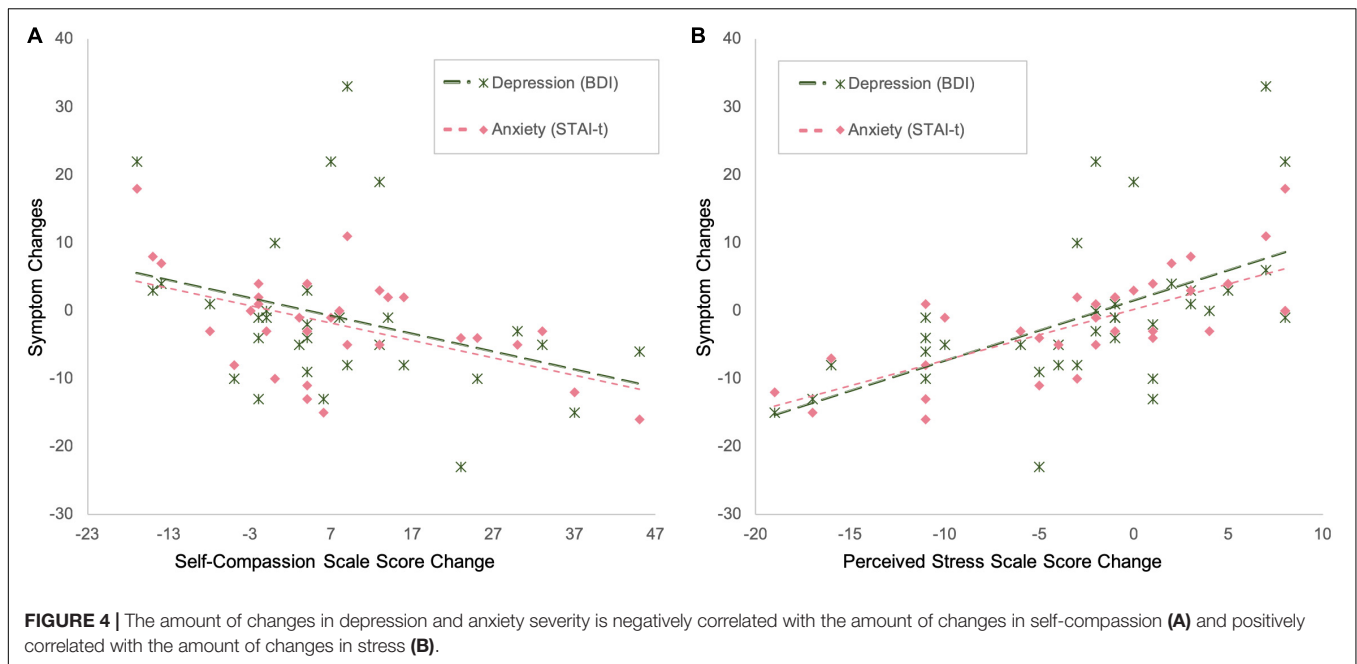 A
40
30
20
10
0
-10
-20
-30
Symptom Changes
Depression (BDI)
Anxiety (STAI-t)
-23 -13 -3 7 17 27 37 47
Self-Compassion Scale Score Change
B
40
30
20
10
0
-10
-20
-30
Symptom Changes
Depression (BDI)
Anxiety (STAI-t)
-20 -15 -10 -5 0 5 10
Perceived Stress Scale Score Change
FIGURE 4 | The amount of changes in depression and anxiety severity is negatively correlated with the amount of changes in self-compassion (A) and positively
correlated with the amount of changes in stress (B).